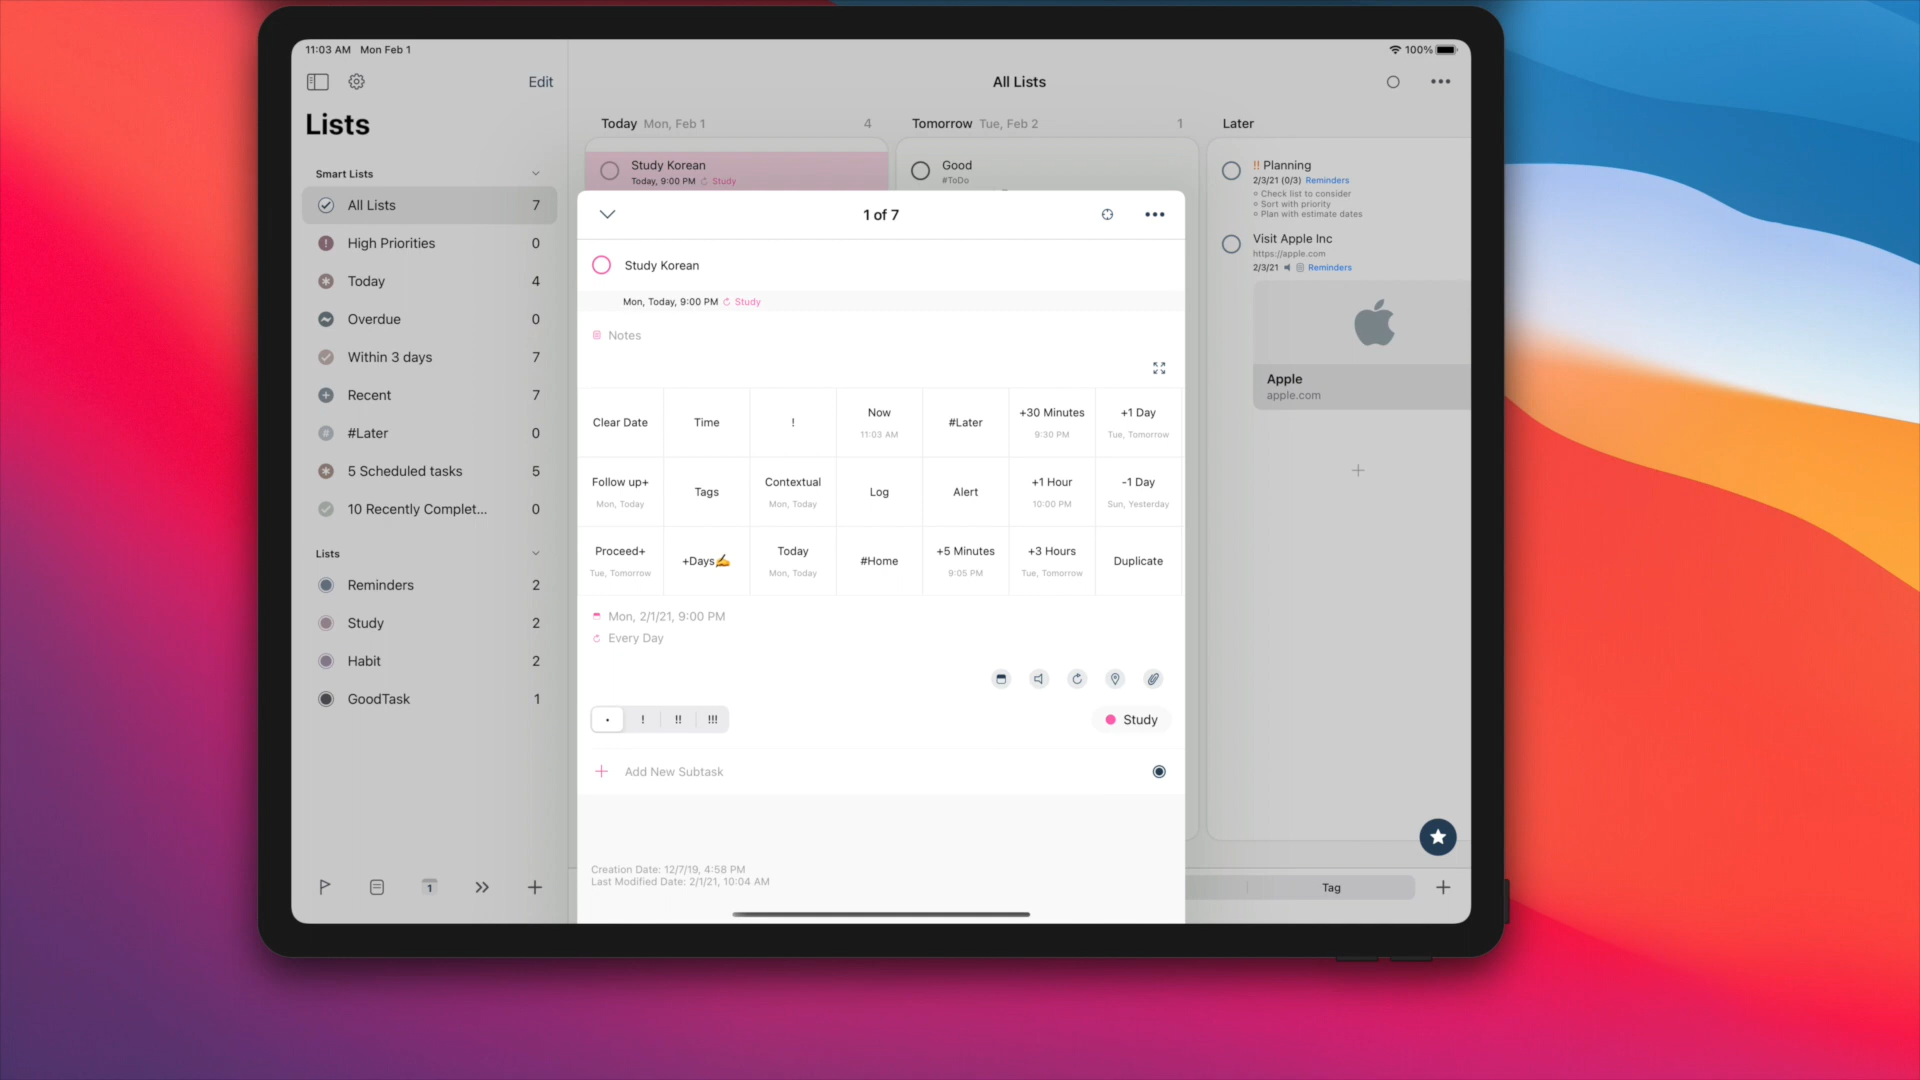 11:03 AM Mon Feb 1
100%
Edit
All Lists
Lists
Today Mon, Feb 1 4
Tomorrow Tue, Feb 2 1
Later
Smart Lists
All Lists 7
High Priorities 0
Today 4
Overdue 0
Within 3 days 7
Recent 7
#Later 0
5 Scheduled tasks 5
10 Recently Complet... 0
Lists
Reminders 2
Study 2
Habit 2
GoodTask 1
1
Study Korean
Today, 9:00 PM Study
Good
#ToDo
!! Planning
2/3/21 (0/3) Reminders
Check list to consider
Sort with priority
Plan with estimate dates
Visit Apple Inc
https://apple.com
2/3/21 Reminders
Apple
apple.com
1 of 7
Study Korean
Mon, Today, 9:00 PM Study
Notes
Clear Date
Time
!
Now
11:03 AM
#Later
+30 Minutes
9:30 PM
+1 Day
Tue, Tomorrow
Follow up+
Mon, Today
Tags
Contextual
Mon, Today
Log
Alert
+1 Hour
10:00 PM
-1 Day
Sun, Yesterday
Proceed+
Tue, Tomorrow
+Days✍️
Today
Mon, Today
#Home
+5 Minutes
9:05 PM
+3 Hours
Tue, Tomorrow
Duplicate
Mon, 2/1/21, 9:00 PM
Every Day
! !! !!!
Study
Add New Subtask
Creation Date: 12/7/19, 4:58 PM
Last Modified Date: 2/1/21, 10:04 AM
Tag